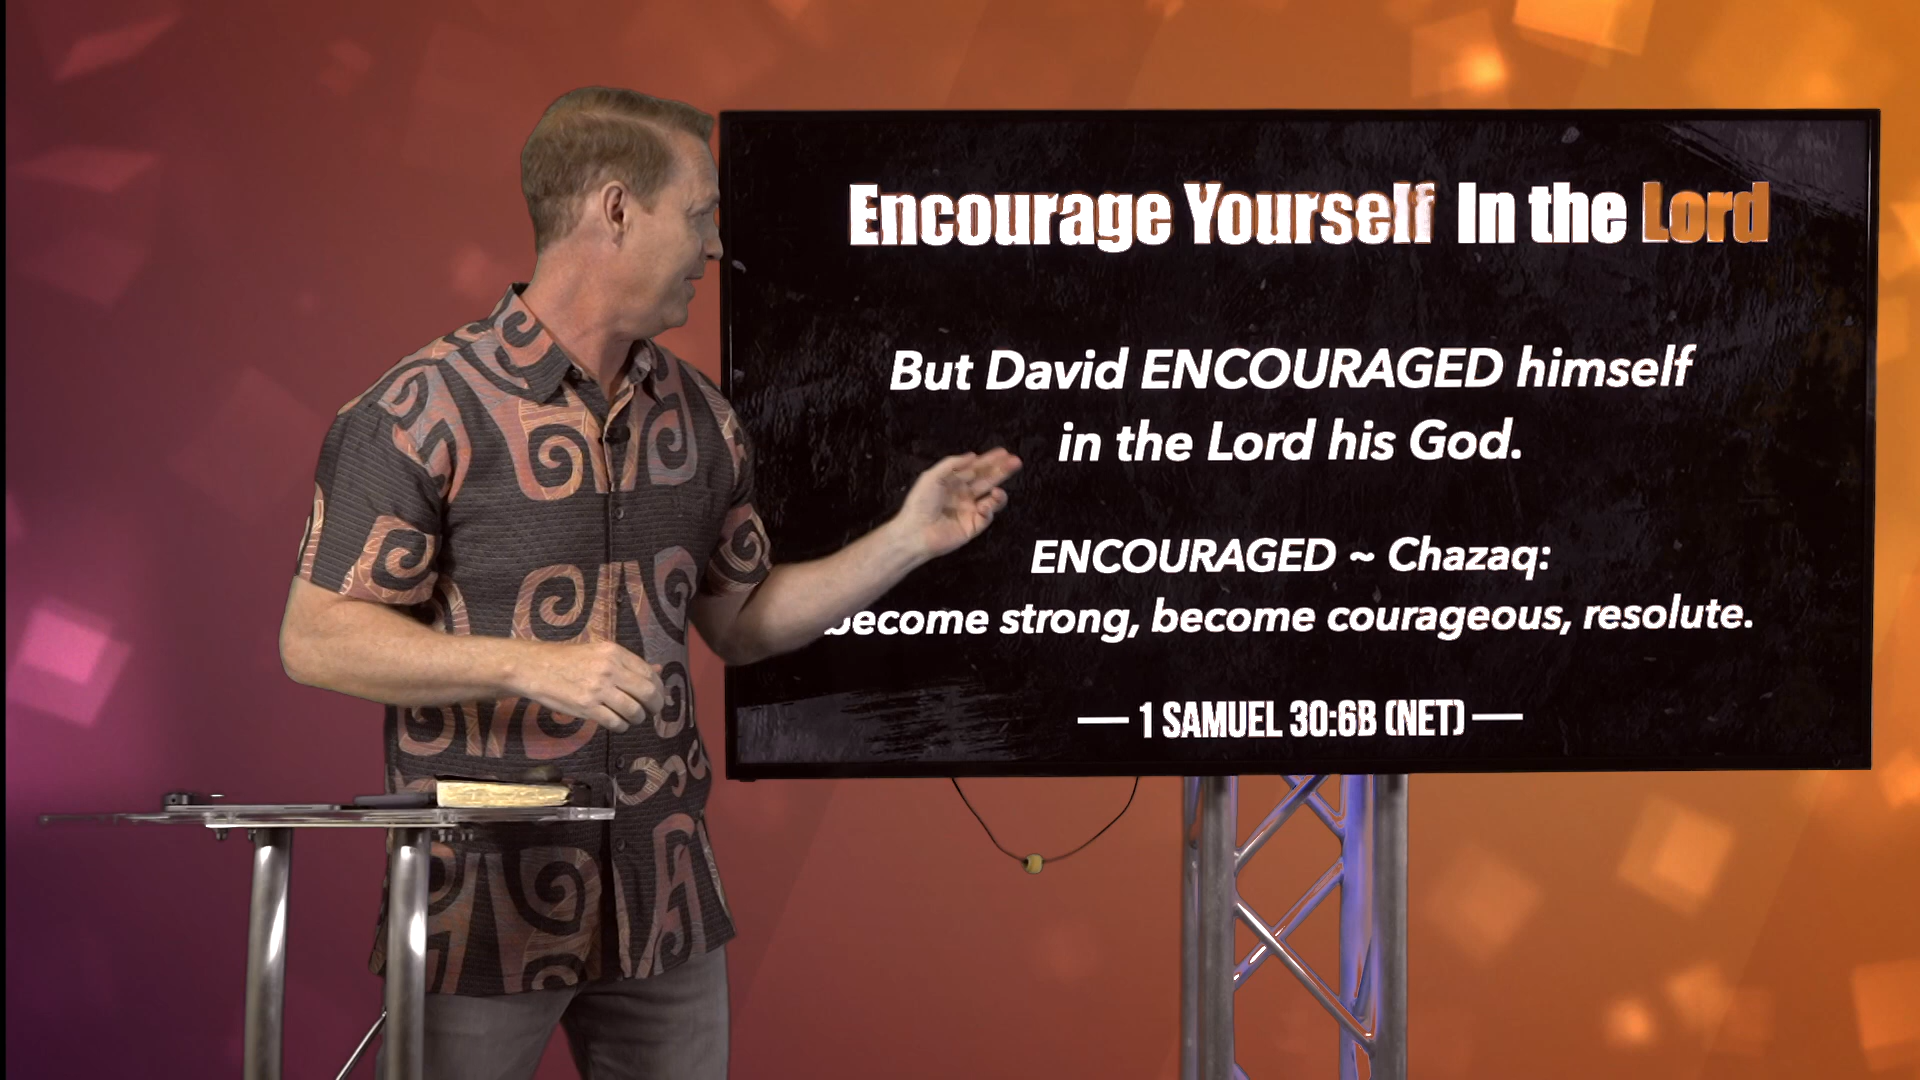 Encourage Yourself In the Lord
But David ENCOURAGED himself
in the Lord his God.
ENCOURAGED ~ Chazaq:
become strong, become courageous, resolute.
— 1 SAMUEL 30:6B (NET) —